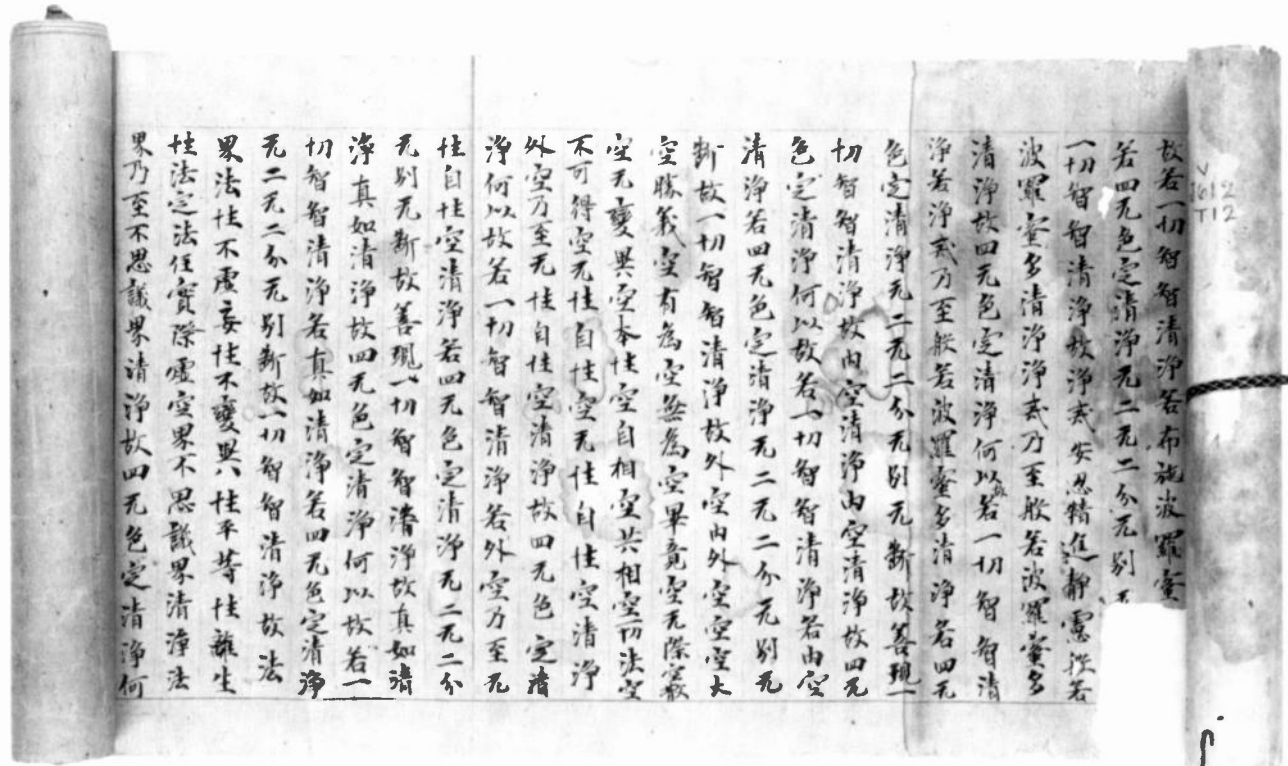 故若一切智智清淨若布施波羅蜜
若四无色定清淨无二无二分无別
一切智智清淨故淨戒安忍精進靜慮般若
波羅蜜多清淨淨戒乃至般若波羅蜜多
清淨故四无色定清淨何以故若一切智智清
淨若淨戒乃至般若波羅蜜多清淨若四无
色定清淨无二无二分无別无斷故善現一
切智智清淨故內空清淨內空清淨故四无
色定清淨何以故若一切智智清淨若內空
清淨若四无色定清淨无二无二分无別无
斷故一切智智清淨故外空內外空空空大
空勝義空有為空無為空畢竟空无際空散
空无變異空本性空自相空共相空一切法空
不可得空无性空自性空无性自性空清淨
外空乃至无性自性空清淨故四无色定清
淨何以故若一切智智清淨若外空乃至无
性自性空清淨若四无色定清淨无二无二分
无別无斷故善現一切智智清淨故真如清
淨真如清淨故四无色定清淨何以故若一
切智智清淨若真如清淨若四无色定清淨
无二无二分无別斷故一切智智清淨故法
界法性不虛妄性不變異性平等性離生
性法定法住實際虛空界不思議界清淨法
界乃至不思議界清淨故四无色定清淨何
V
1612
T12